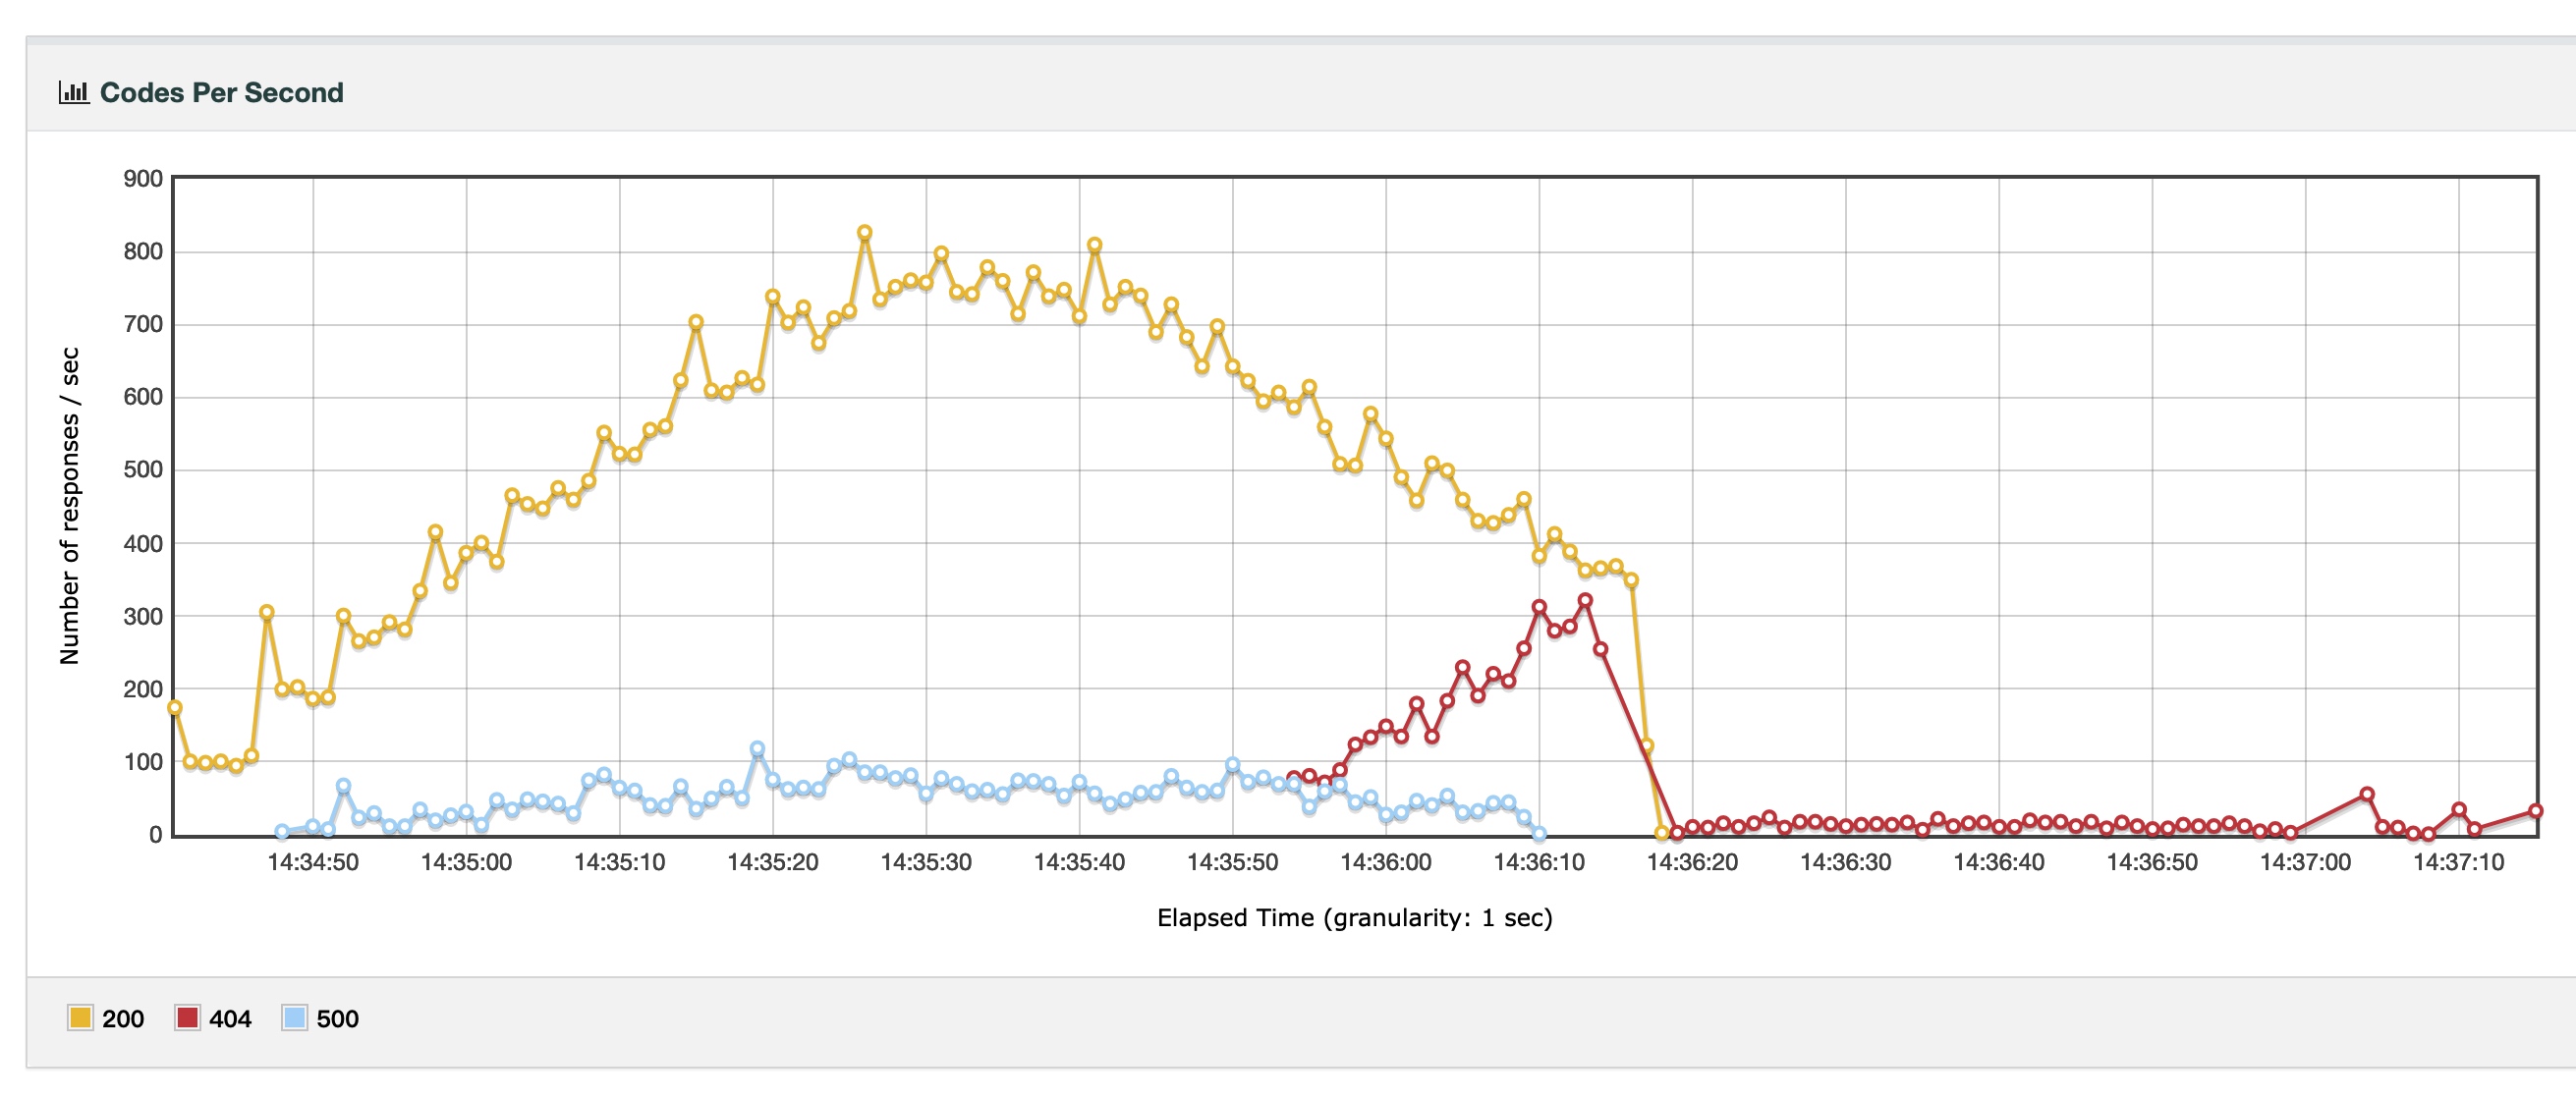 Codes Per Second
900
800
700
600
500
400
300
200
100
0
Number of responses / sec
14:34:50 14:35:00 14:35:10 14:35:20 14:35:30 14:35:40 14:35:50 14:36:00 14:36:10 14:36:20 14:36:30 14:36:40 14:36:50 14:37:00 14:37:10
Elapsed Time (granularity: 1 sec)
200 404 500